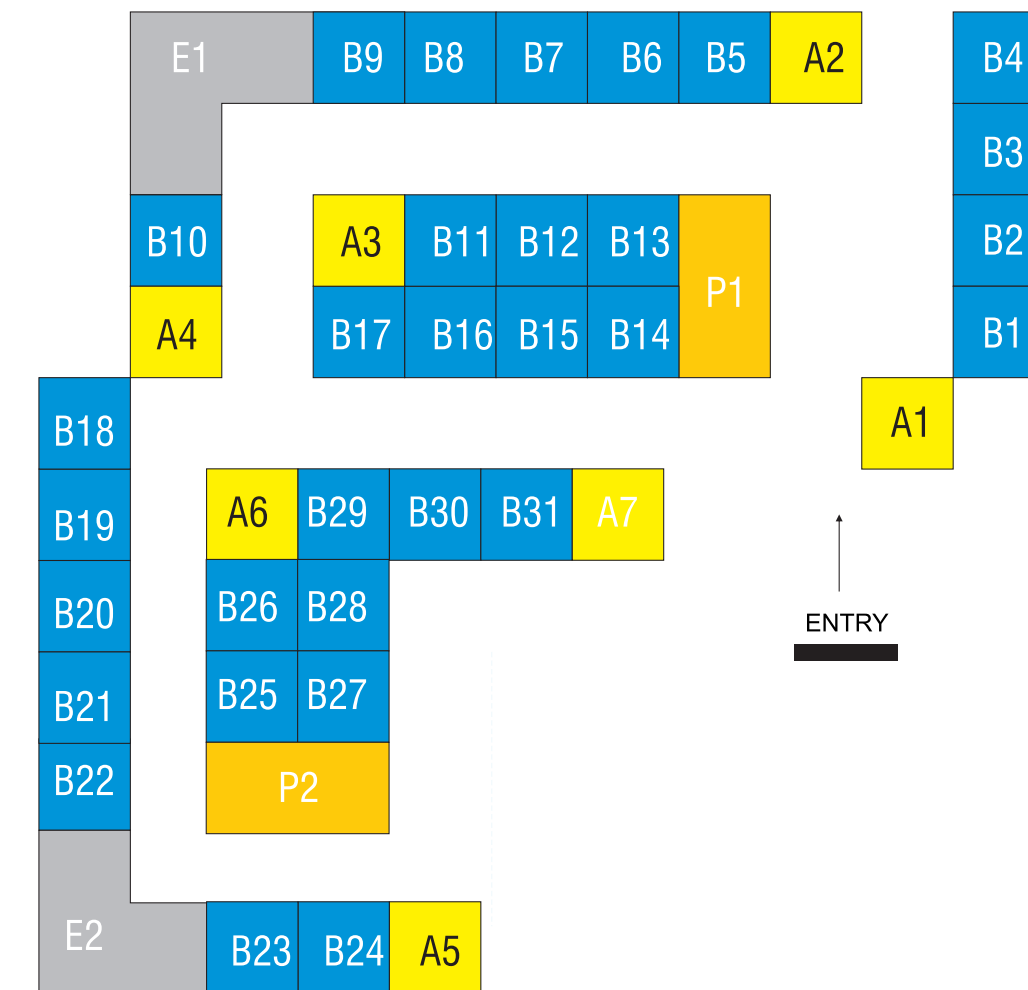 E1 B9 B8 B7 B6 B5 A2 B4
B3
B10 A3 B11 B12 B13 B2
P1
A4 B17 B16 B15 B14 B1
B18 A1
B19 A6 B29 B30 B31 A7
B20 B26 B28
ENTRY
B21 B25 B27
B22 P2
E2 B23 B24 A5